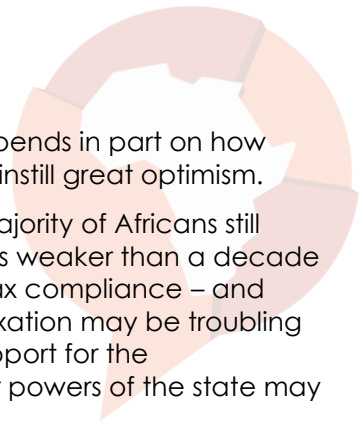 pends in part on how
instill great optimism.
ajority of Africans still
s weaker than a decade
ax compliance – and
xation may be troubling
pport for the
powers of the state may